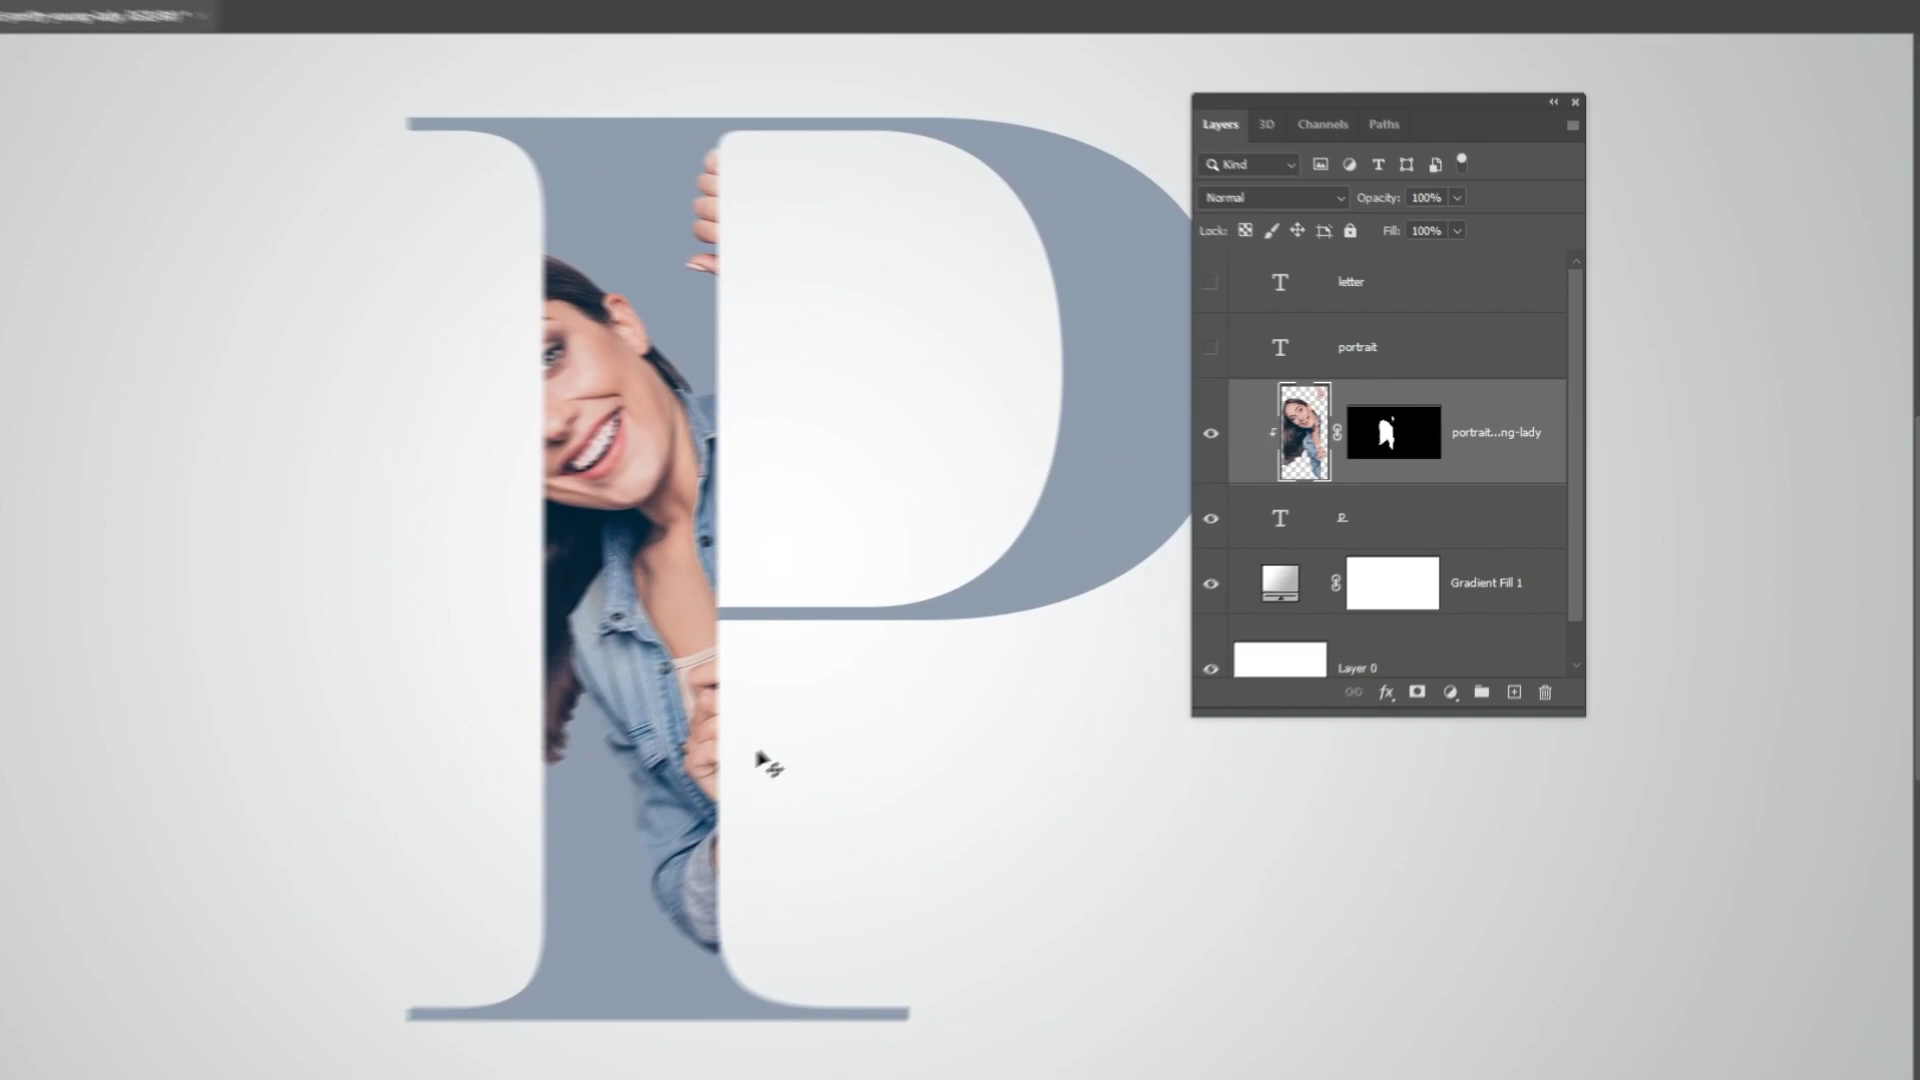 P
Layers 3D Channels Paths
Kind
Normal Opacity: 100%
Lock: Fill: 100%
T letter
T portrait
portrait...ng-lady
T P
Gradient Fill 1
Layer 0
fx